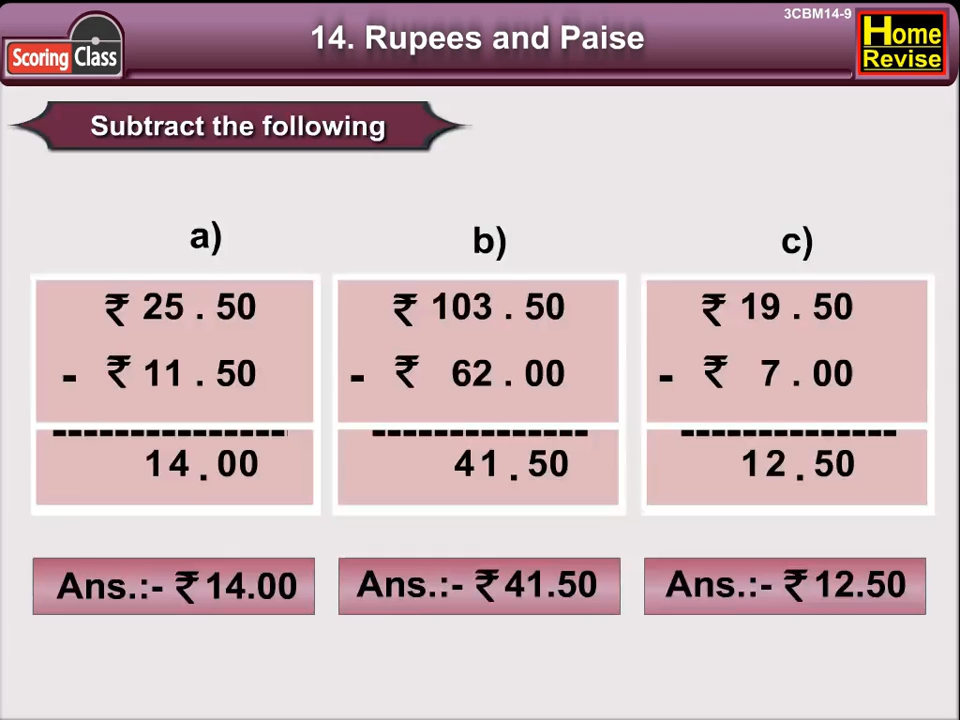 3CBM14-9
Scoring Class
14. Rupees and Paise
Home
Revise
Subtract the following
a)
₹ 25 . 50
- ₹ 11 . 50
---------------
14 . 00
Ans.:- ₹ 14.00
b)
₹ 103 . 50
- ₹ 62 . 00
--------------
41 . 50
Ans.:- ₹ 41.50
c)
₹ 19 . 50
- ₹ 7 . 00
--------------
12 . 50
Ans.:- ₹ 12.50